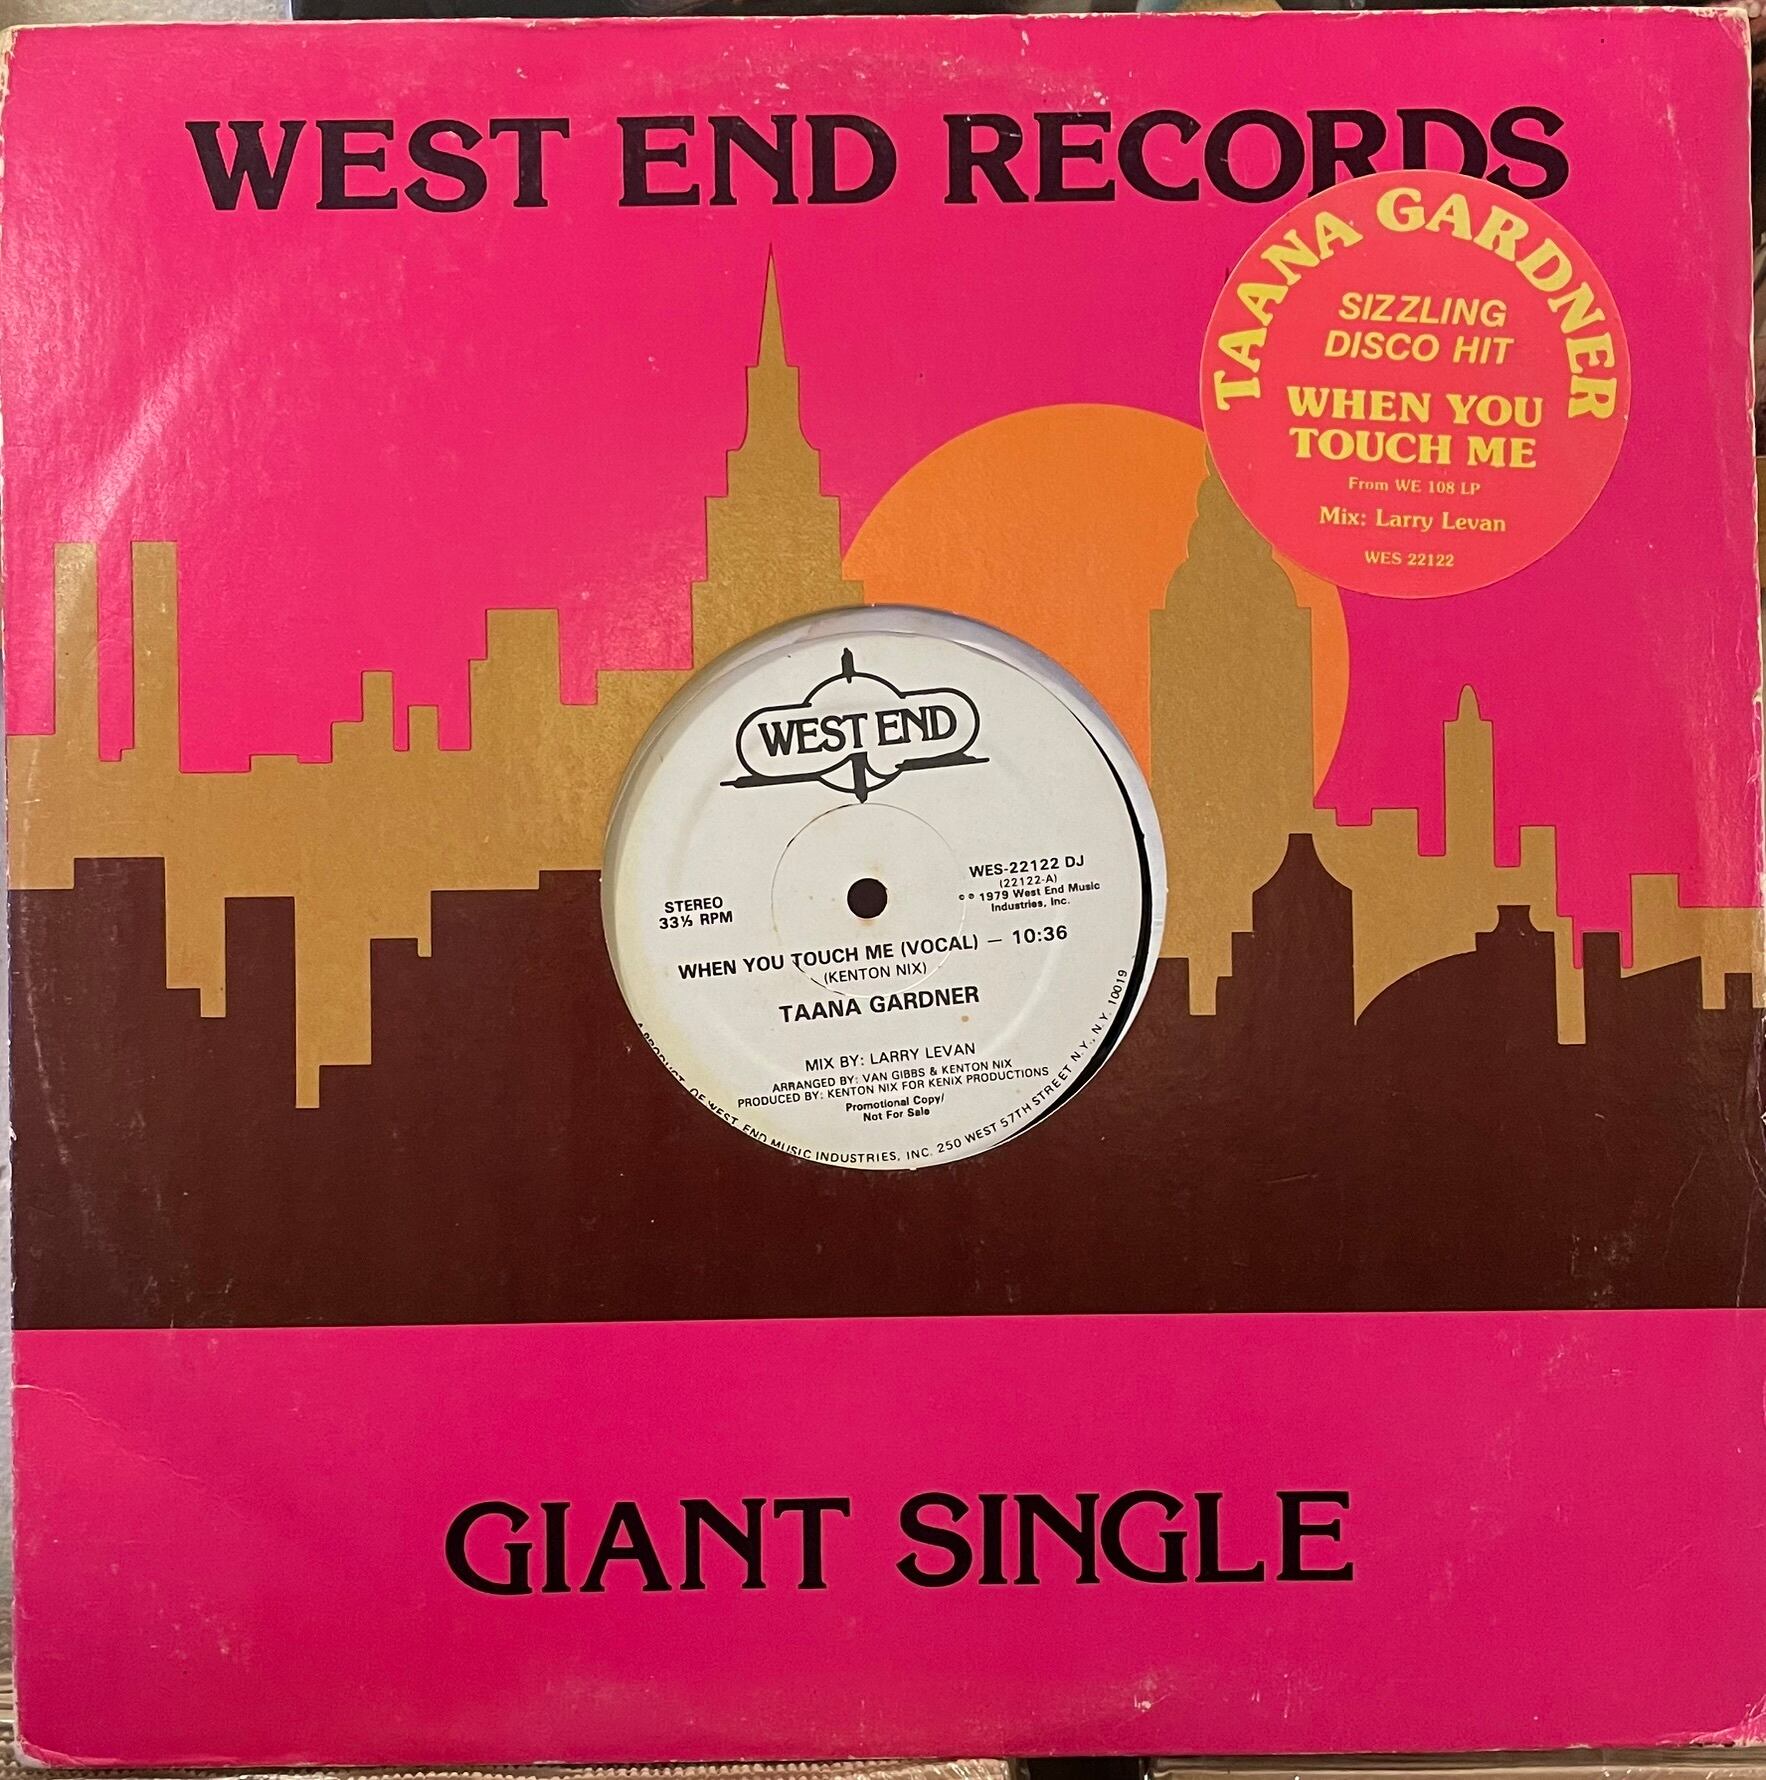 WEST END RECORDS
TAANA GARDNER
SIZZLING
DISCO HIT
WHEN YOU
TOUCH ME
From WE 108 LP
Mix: Larry Levan
WES 22122
WEST END
STEREO
33⅓ RPM
WES-22122 DJ
(22122-A)
© ℗ 1979 West End Music
Industries, Inc.
WHEN YOU TOUCH ME (VOCAL) — 10:36
(KENTON NIX)
TAANA GARDNER
MIX BY: LARRY LEVAN
ARRANGED BY: VAN GIBBS & KENTON NIX
PRODUCED BY: KENTON NIX FOR KENIX PRODUCTIONS
Promotional Copy/
Not For Sale
A PRODUCT OF WEST END MUSIC INDUSTRIES, INC. 250 WEST 57TH STREET N.Y., N.Y. 10019
GIANT SINGLE